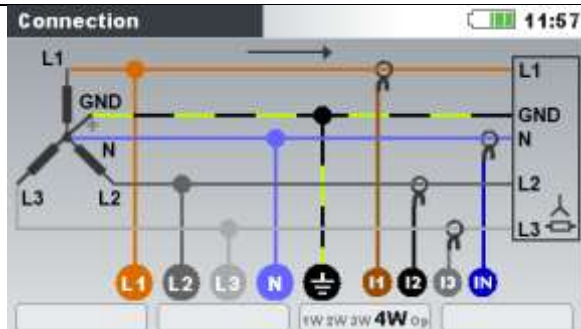 Connection 11:57
L1 L1
GND GND
N N
L3 L2 L2
L3
L1 L2 L3 N I1 I2 I3 IN
1W 2W 3W 4W Op